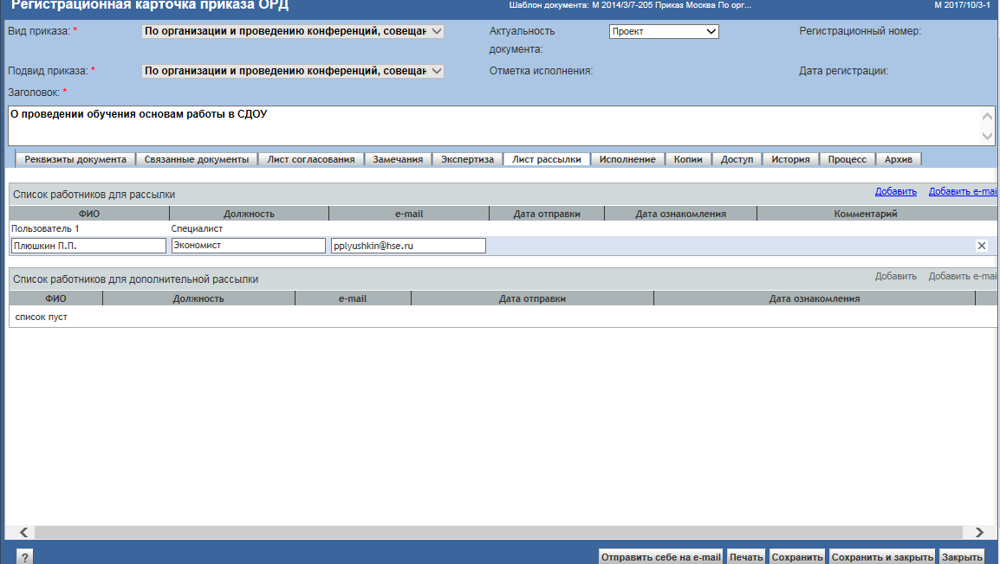 Регистрационная карточка приказа ОРД Шаблон документа: М 2014/3/7-205 Приказ Москва По орг... М 2017/10/3-1
Вид приказа: * По организации и проведению конференций, совещан Актуальность документа: Проект Регистрационный номер:
Подвид приказа: * По организации и проведению конференций, совещан Отметка исполнения: Дата регистрации:
Заголовок: *
О проведении обучения основам работы в СДОУ
Реквизиты документа Связанные документы Лист согласования Замечания Экспертиза Лист рассылки Исполнение Копии Доступ История Процесс Архив
Список работников для рассылки Добавить Добавить e-mai
ФИО Должность e-mail Дата отправки Дата ознакомления Комментарий
Пользователь 1 Специалист
Плюшкин П.П. Экономист pplyushkin@hse.ru
Список работников для дополнительной рассылки Добавить Добавить e-mai
ФИО Должность e-mail Дата отправки Дата ознакомления
список пуст
? Отправить себе на e-mail Печать Сохранить Сохранить и закрыть Закрыть